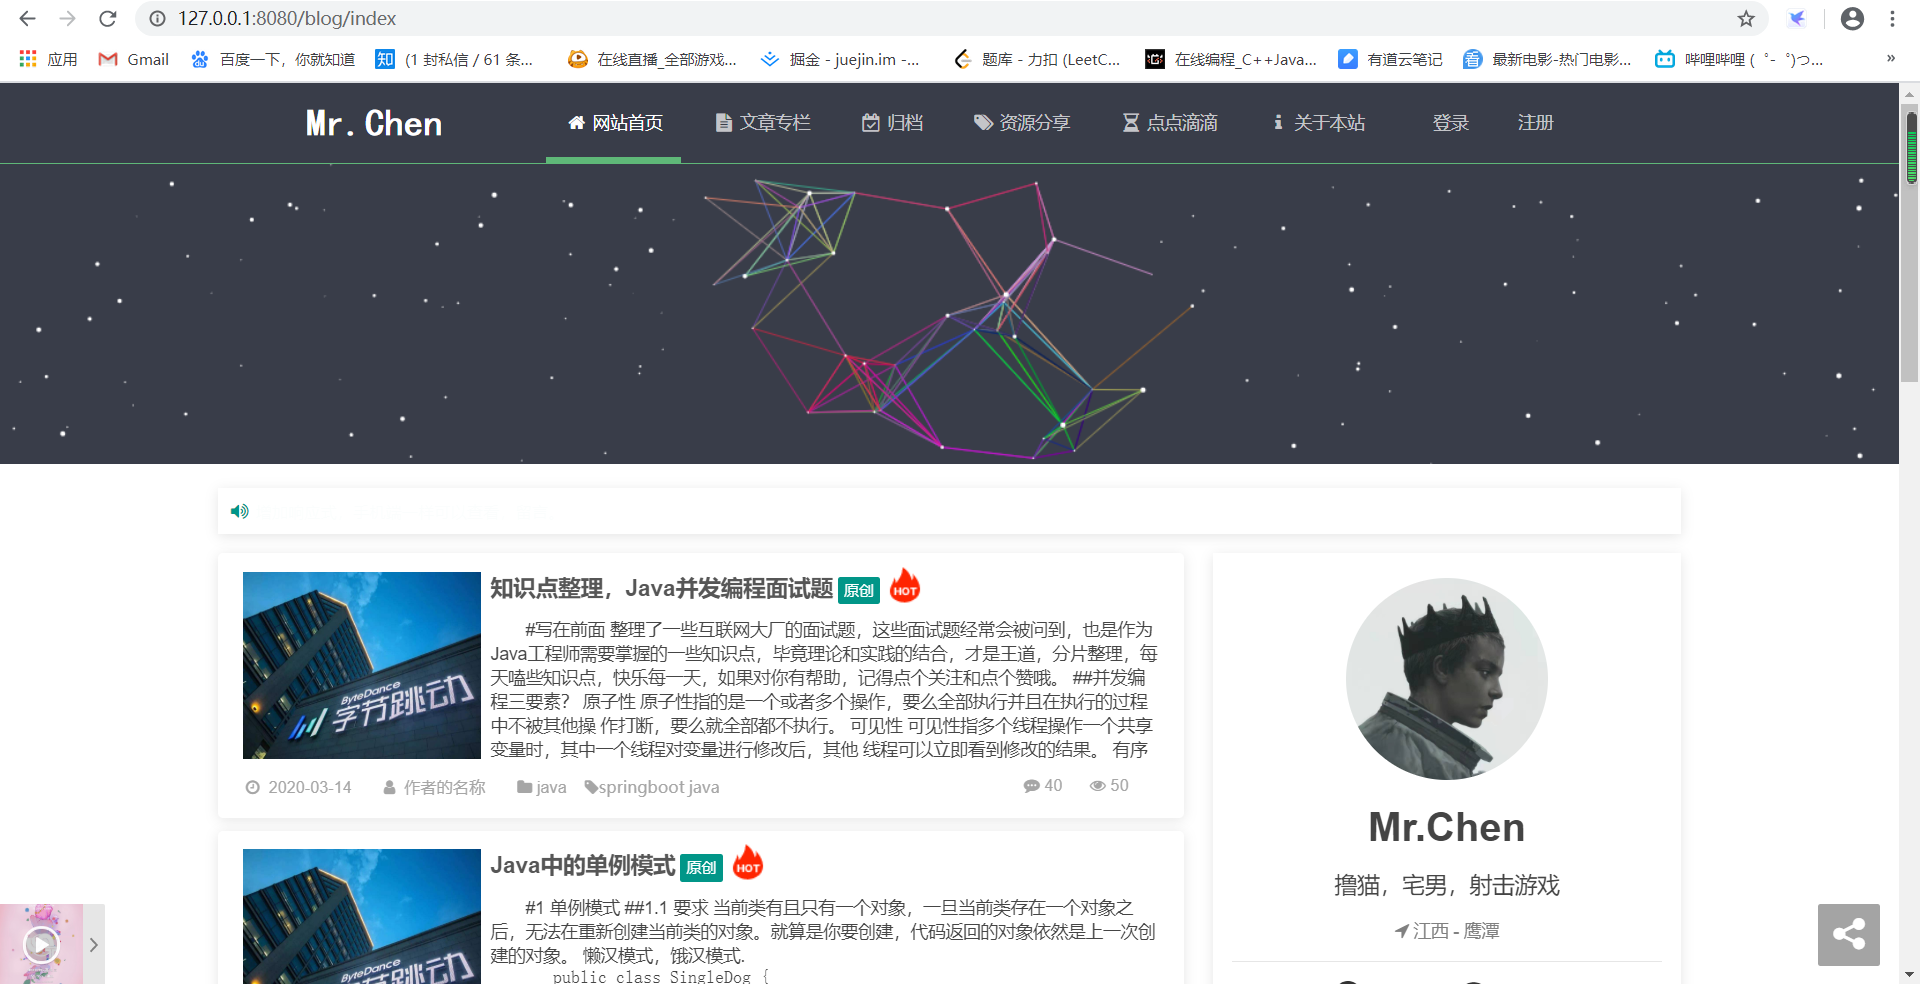 127.0.0.1:8080/blog/index
应用 Gmail 百度一下，你就知道 知 (1 封私信 / 61 条... 在线直播_全部游戏... 掘金 - juejin.im -... 题库 - 力扣 (LeetC... 在线编程_C++Java... 有道云笔记 看 最新电影-热门电影... 哔哩哔哩 (゜-゜)つ... »
Mr.Chen 网站首页 文章专栏 归档 资源分享 点点滴滴 关于本站 登录 注册
知识点整理，Java并发编程面试题 原创 HOT
#写在前面 整理了一些互联网大厂的面试题，这些面试题经常会被问到，也是作为
Java工程师需要掌握的一些知识点，毕竟理论和实践的结合，才是王道，分片整理，每
天嗑些知识点，快乐每一天，如果对你有帮助，记得点个关注和点个赞哦。 ##并发编
程三要素？ 原子性 原子性指的是一个或者多个操作，要么全部执行并且在执行的过程
中不被其他操 作打断，要么就全部都不执行。 可见性 可见性指多个线程操作一个共享
变量时，其中一个线程对变量进行修改后，其他 线程可以立即看到修改的结果。 有序
ByteDance
字节跳动
2020-03-14 作者的名称 java springboot java 40 50
Java中的单例模式 原创 HOT
#1 单例模式 ##1.1 要求 当前类有且只有一个对象，一旦当前类存在一个对象之
后，无法在重新创建当前类的对象。就算是你要创建，代码返回的对象依然是上一次创
建的对象。 懒汉模式，饿汉模式.
public class SingleDog {
ByteDance
字节跳动
Mr.Chen
撸猫，宅男，射击游戏
江西 - 鹰潭